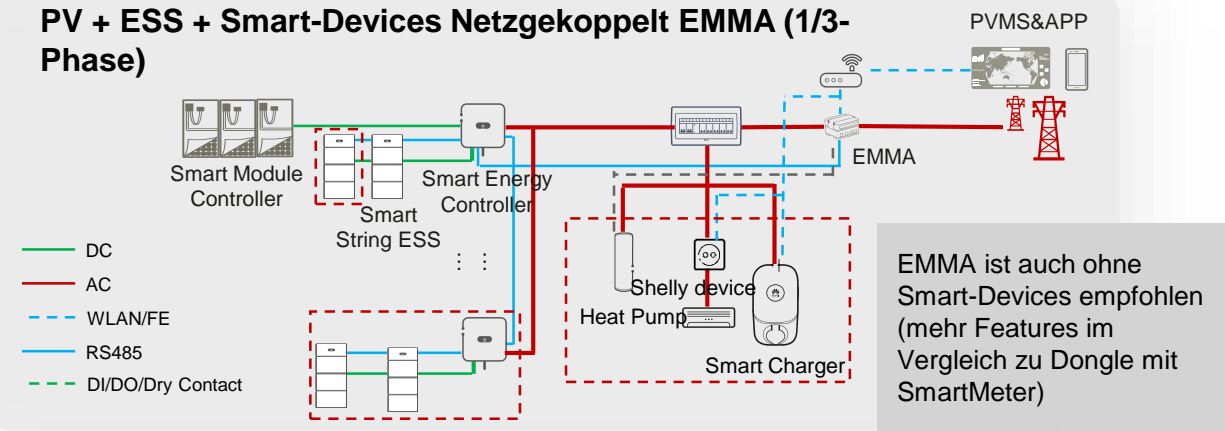 PV + ESS + Smart-Devices Netzgekoppelt EMMA (1/3-
Phase)
PVMS&APP
EMMA
Smart Module
Controller
Smart Energy
Controller
Smart
String ESS
DC
AC
WLAN/FE
RS485
DI/DO/Dry Contact
Shelly device
Heat Pump
Smart Charger
EMMA ist auch ohne
Smart-Devices empfohlen
(mehr Features im
Vergleich zu Dongle mit
SmartMeter)